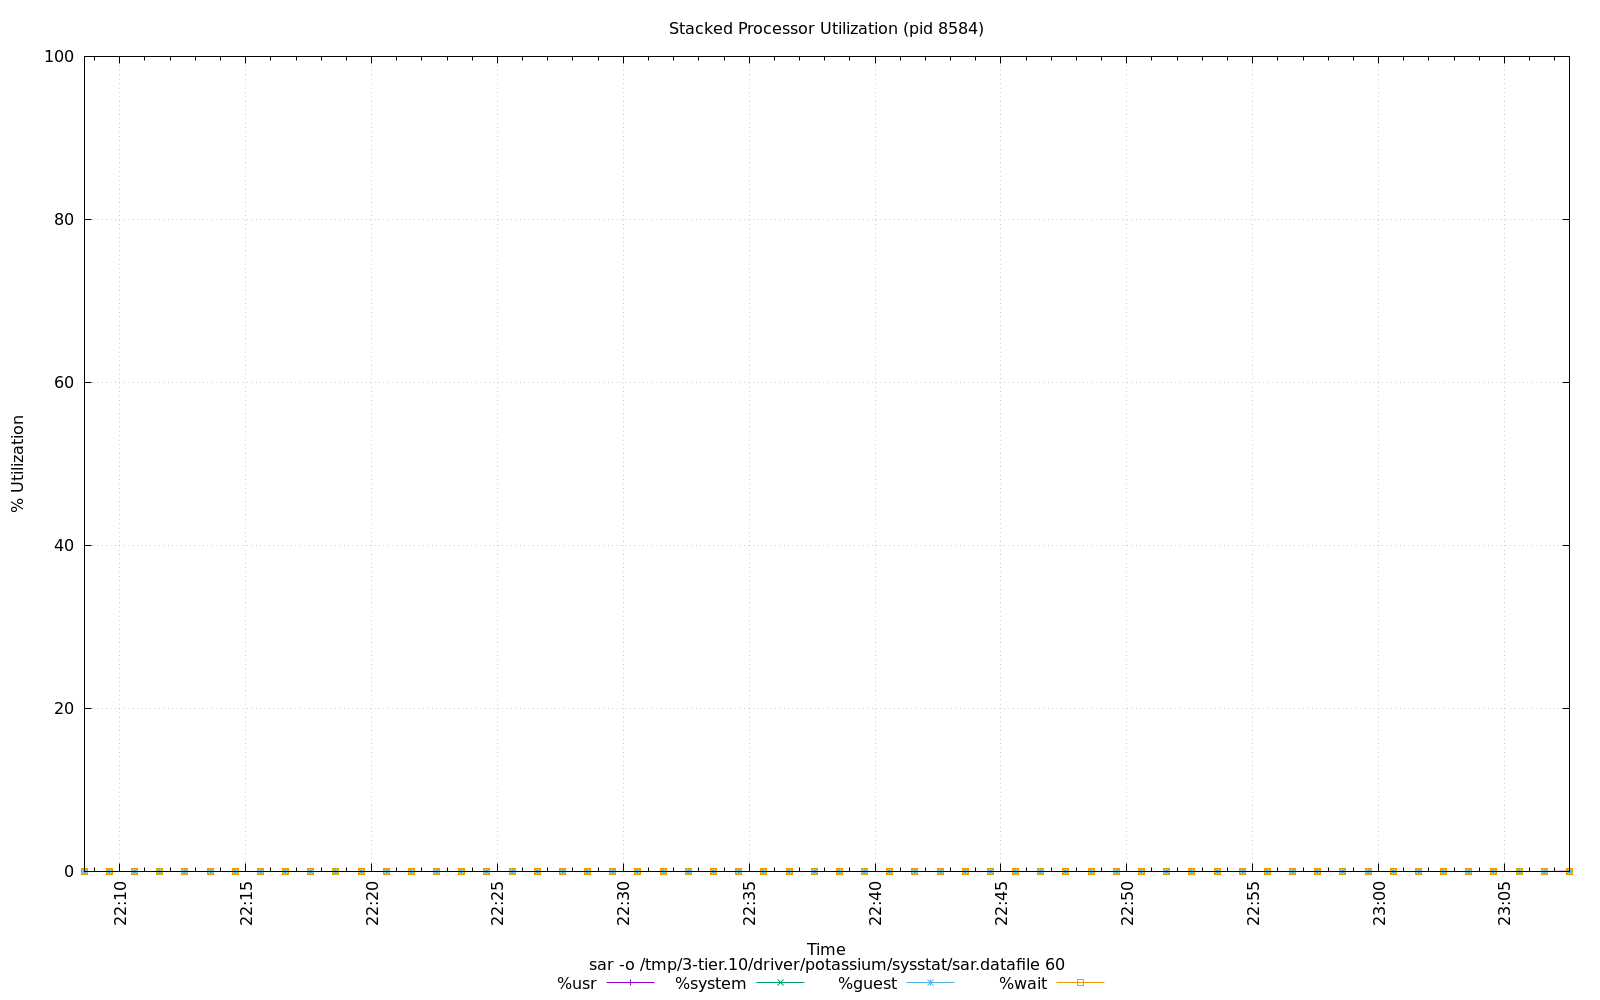 Stacked Processor Utilization (pid 8584)
100
80
60
40
20
0
% Utilization
22:10 22:15 22:20 22:25 22:30 22:35 22:40 22:45 22:50 22:55 23:00 23:05
Time
sar -o /tmp/3-tier.10/driver/potassium/sysstat/sar.datafile 60
%usr %system %guest %wait